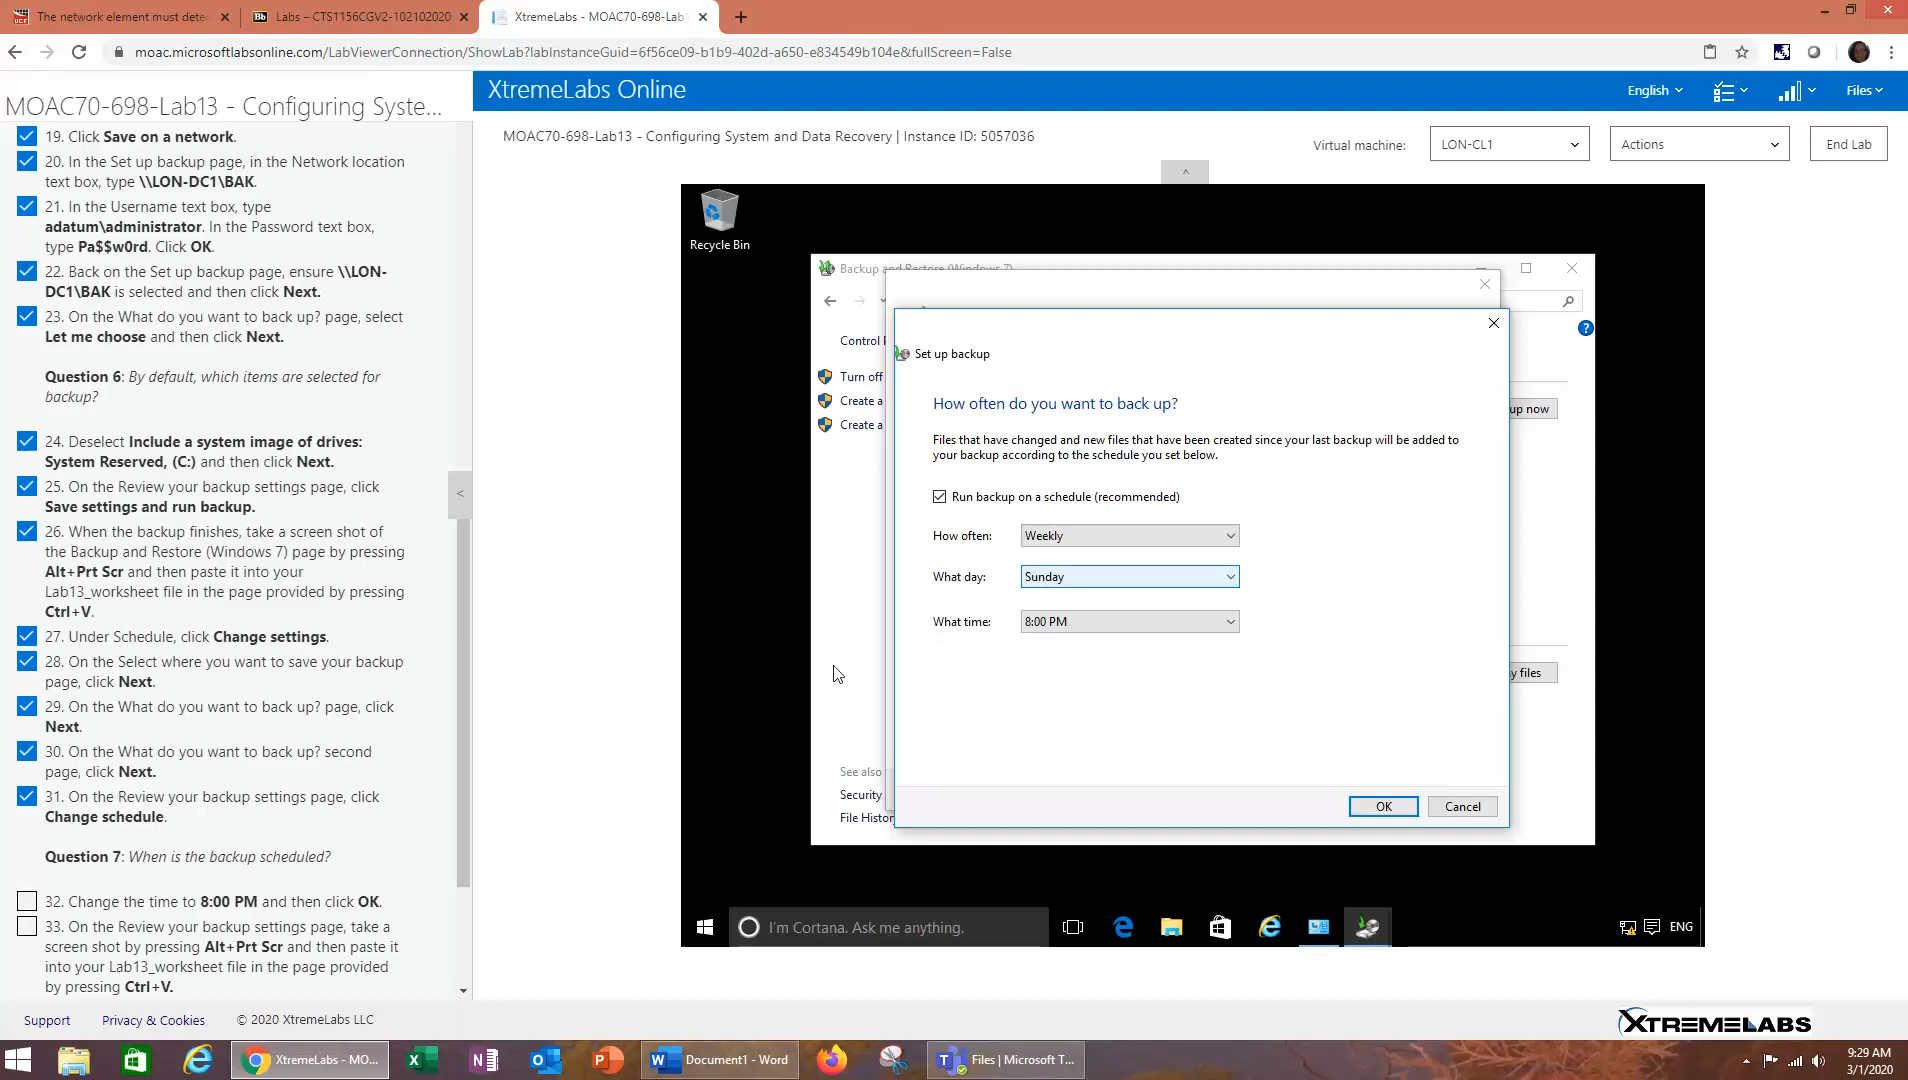 The network element must dete
Labs – CTS1156CGV2-102102020
XtremeLabs - MOAC70-698-Lab
moac.microsoftlabsonline.com/LabViewerConnection/ShowLab?labInstanceGuid=6f56ce09-b1b9-402d-a650-e834549b104e&fullScreen=False
MOAC70-698-Lab13 - Configuring Syste...
19. Click Save on a network.
20. In the Set up backup page, in the Network location
text box, type \\LON-DC1\BAK.
21. In the Username text box, type
adatum\administrator. In the Password text box,
type Pa$$w0rd. Click OK.
22. Back on the Set up backup page, ensure \\LON-
DC1\BAK is selected and then click Next.
23. On the What do you want to back up? page, select
Let me choose and then click Next.
Question 6: By default, which items are selected for
backup?
24. Deselect Include a system image of drives:
System Reserved, (C:) and then click Next.
25. On the Review your backup settings page, click
Save settings and run backup.
26. When the backup finishes, take a screen shot of
the Backup and Restore (Windows 7) page by pressing
Alt+Prt Scr and then paste it into your
Lab13_worksheet file in the page provided by pressing
Ctrl+V.
27. Under Schedule, click Change settings.
28. On the Select where you want to save your backup
page, click Next.
29. On the What do you want to back up? page, click
Next.
30. On the What do you want to back up? second
page, click Next.
31. On the Review your backup settings page, click
Change schedule.
Question 7: When is the backup scheduled?
32. Change the time to 8:00 PM and then click OK.
33. On the Review your backup settings page, take a
screen shot by pressing Alt+Prt Scr and then paste it
into your Lab13_worksheet file in the page provided
by pressing Ctrl+V.
XtremeLabs Online
English
Files
MOAC70-698-Lab13 - Configuring System and Data Recovery | Instance ID: 5057036
Virtual machine:
LON-CL1
Actions
End Lab
Recycle Bin
Backup and Restore (Windows 7)
Control P
Turn off
Create a
Create a
up now
y files
See also
Security
File Histor
Set up backup
How often do you want to back up?
Files that have changed and new files that have been created since your last backup will be added to
your backup according to the schedule you set below.
Run backup on a schedule (recommended)
How often: Weekly
What day: Sunday
What time: 8:00 PM
OK
Cancel
I'm Cortana. Ask me anything.
ENG
Support
Privacy & Cookies
© 2020 XtremeLabs LLC
XTREMELABS
XtremeLabs - MO...
Document1 - Word
Files | Microsoft T...
9:29 AM
3/1/2020